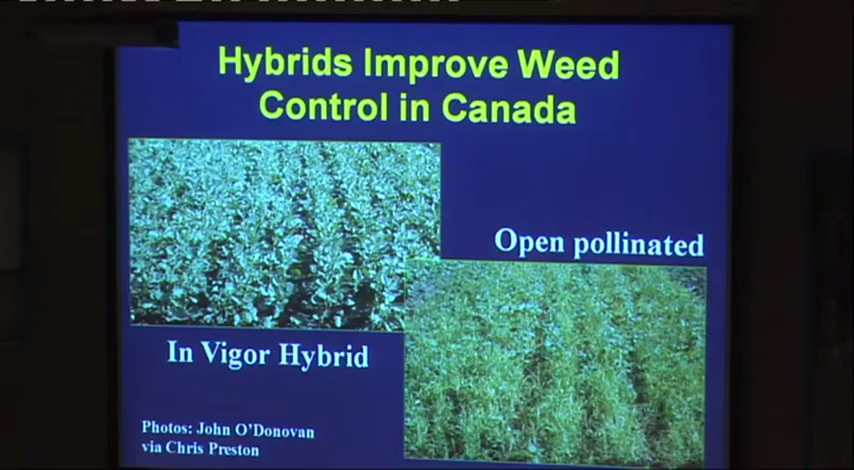 Hybrids Improve Weed
Control in Canada
Open pollinated
In Vigor Hybrid
Photos: John O'Donovan
via Chris Preston